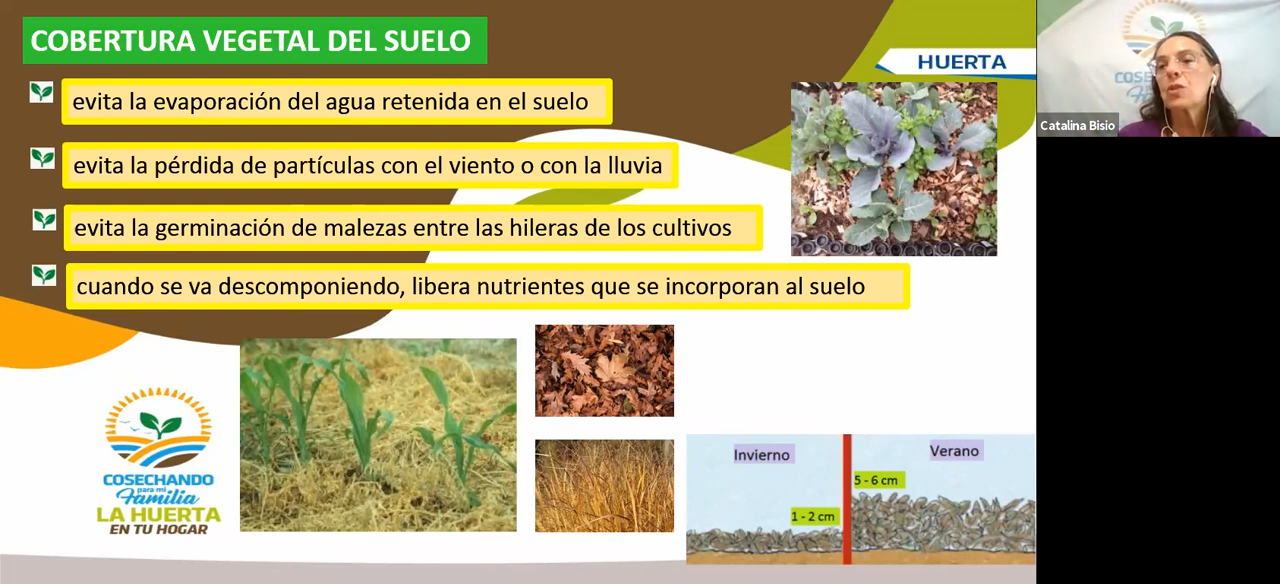 COBERTURA VEGETAL DEL SUELO
HUERTA
evita la evaporación del agua retenida en el suelo
evita la pérdida de partículas con el viento o con la lluvia
evita la germinación de malezas entre las hileras de los cultivos
cuando se va descomponiendo, libera nutrientes que se incorporan al suelo
Catalina Bisio
Invierno
Verano
5 - 6 cm
1 - 2 cm
COSECHANDO
para mi
Familia
LA HUERTA
EN TU HOGAR